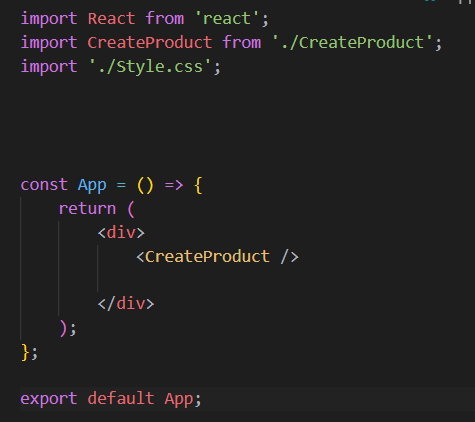 import React from 'react';
import CreateProduct from './CreateProduct';
import './Style.css';
const App = () => {
return (
<div>
<CreateProduct />
</div>
);
};
export default App;